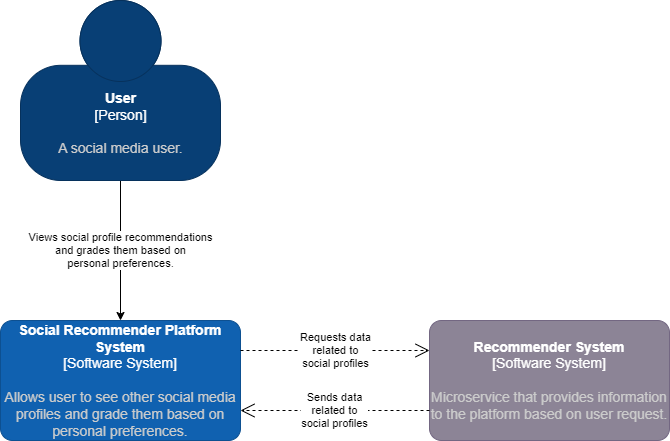 User
[Person]
A social media user.
Views social profile recommendations
and grades them based on
personal preferences.
Social Recommender Platform
System
[Software System]
Allows user to see other social media
profiles and grade them based on
personal preferences.
Requests data
related to
social profiles
Sends data
related to
social profiles
Recommender System
[Software System]
Microservice that provides information
to the platform based on user request.